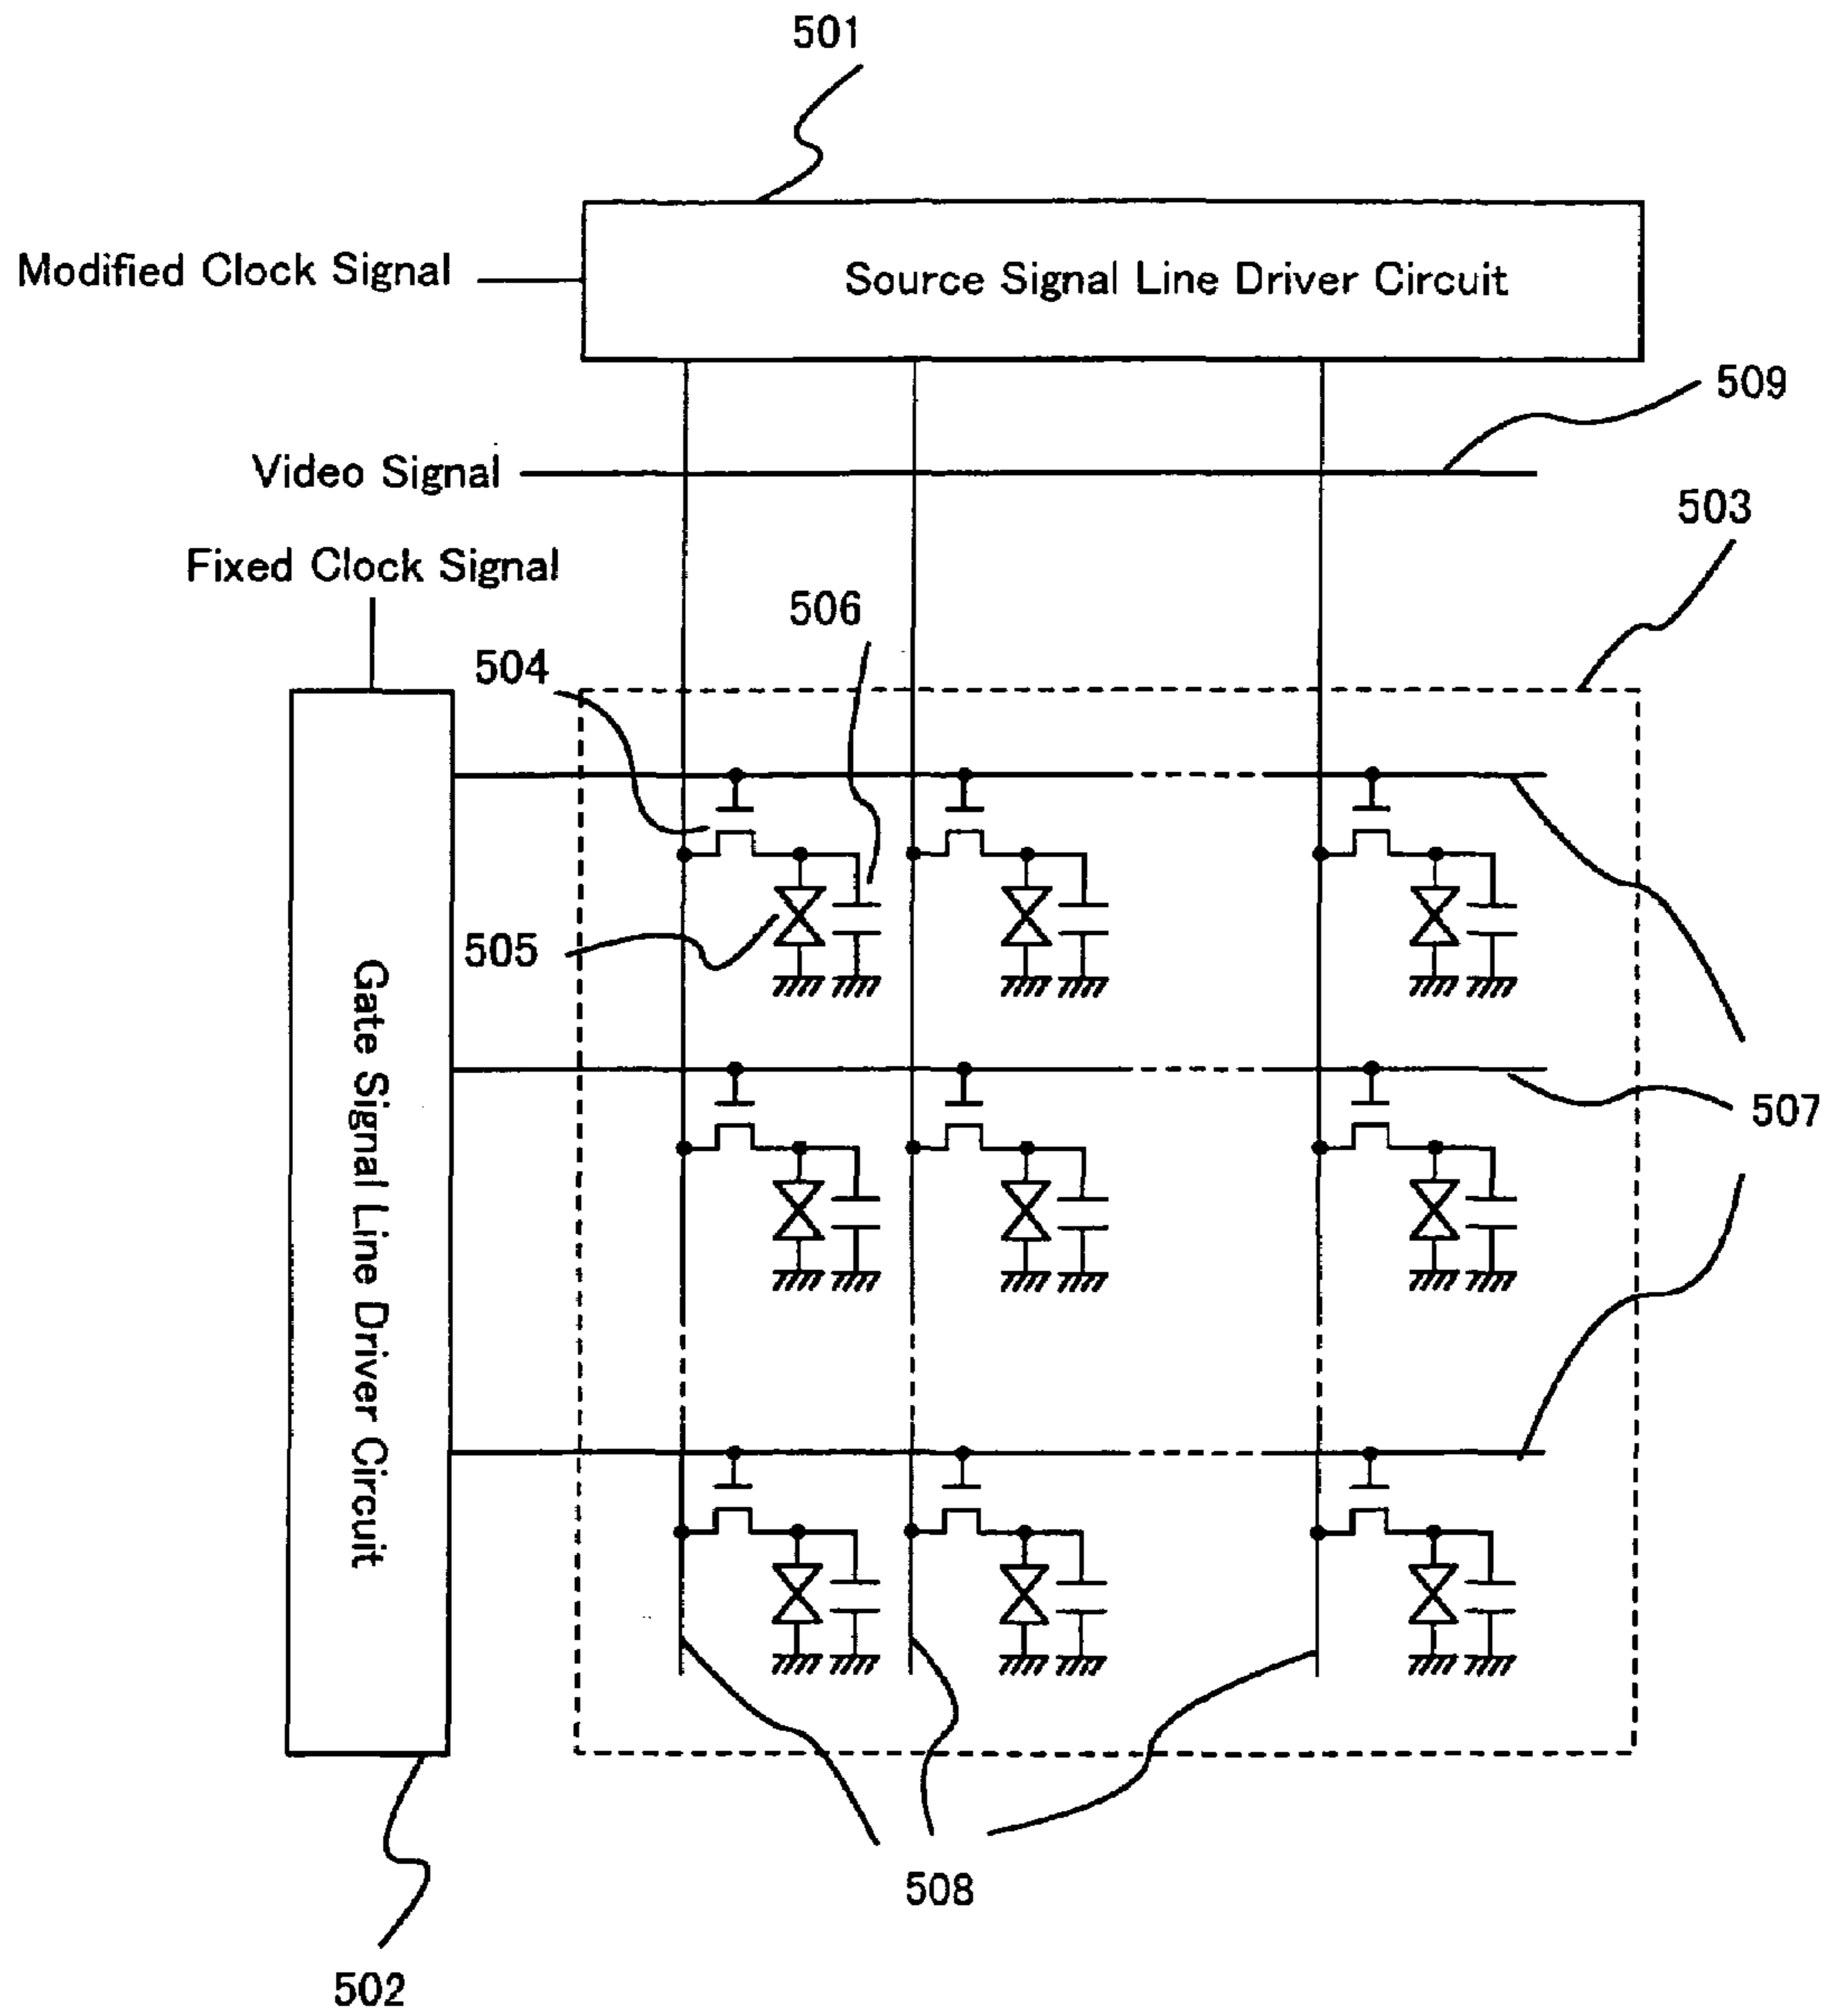 501
Modified Clock Signal
Source Signal Line Driver Circuit
509
Video Signal
503
Fixed Clock Signal
506
504
505
Gate Signal Line Driver Circuit
507
508
502